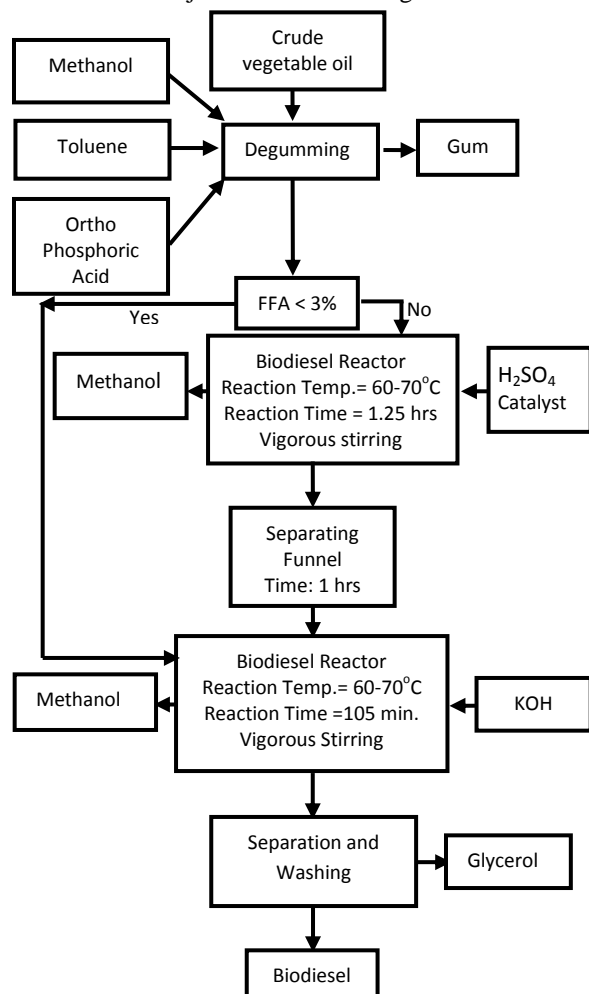 Crude
vegetable oil
Methanol
Toluene
Degumming
Gum
Ortho
Phosphoric
Acid
FFA < 3%
Yes
No
Biodiesel Reactor
Reaction Temp.= 60-70°C
Reaction Time = 1.25 hrs
Vigorous stirring
Methanol
H₂SO₄
Catalyst
Separating
Funnel
Time: 1 hrs
Biodiesel Reactor
Reaction Temp.= 60-70°C
Reaction Time =105 min.
Vigorous Stirring
Methanol
KOH
Separation and
Washing
Glycerol
Biodiesel